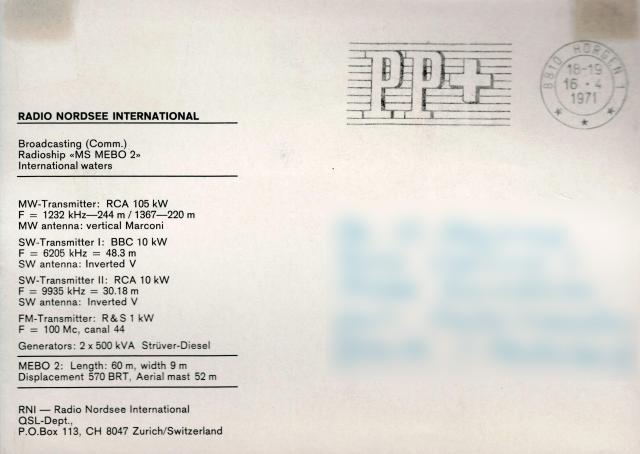 PP+
8810 HORGEN 1
18-19
16.4
1971
RADIO NORDSEE INTERNATIONAL
Broadcasting (Comm.)
Radioship «MS MEBO 2»
International waters
MW-Transmitter: RCA 105 kW
F = 1232 kHz—244 m / 1367—220 m
MW antenna: vertical Marconi
SW-Transmitter I: BBC 10 kW
F = 6205 kHz = 48.3 m
SW antenna: Inverted V
SW-Transmitter II: RCA 10 kW
F = 9935 kHz = 30.18 m
SW antenna: Inverted V
FM-Transmitter: R & S 1 kW
F = 100 Mc, canal 44
Generators: 2 x 500 kVA Strüver-Diesel
MEBO 2: Length: 60 m, width 9 m
Displacement 570 BRT, Aerial mast 52 m
RNI — Radio Nordsee International
QSL-Dept.,
P.O.Box 113, CH 8047 Zurich/Switzerland